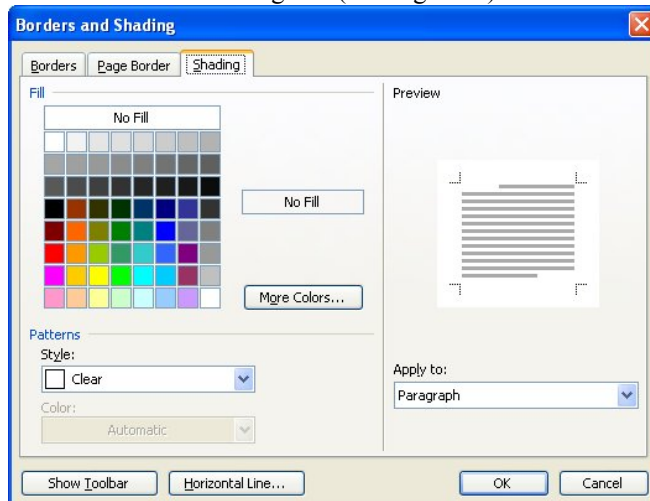 Borders and Shading
Borders Page Border Shading
Fill
No Fill
No Fill
More Colors...
Patterns
Style:
Clear
Color:
Automatic
Preview
Apply to:
Paragraph
Show Toolbar Horizontal Line... OK Cancel